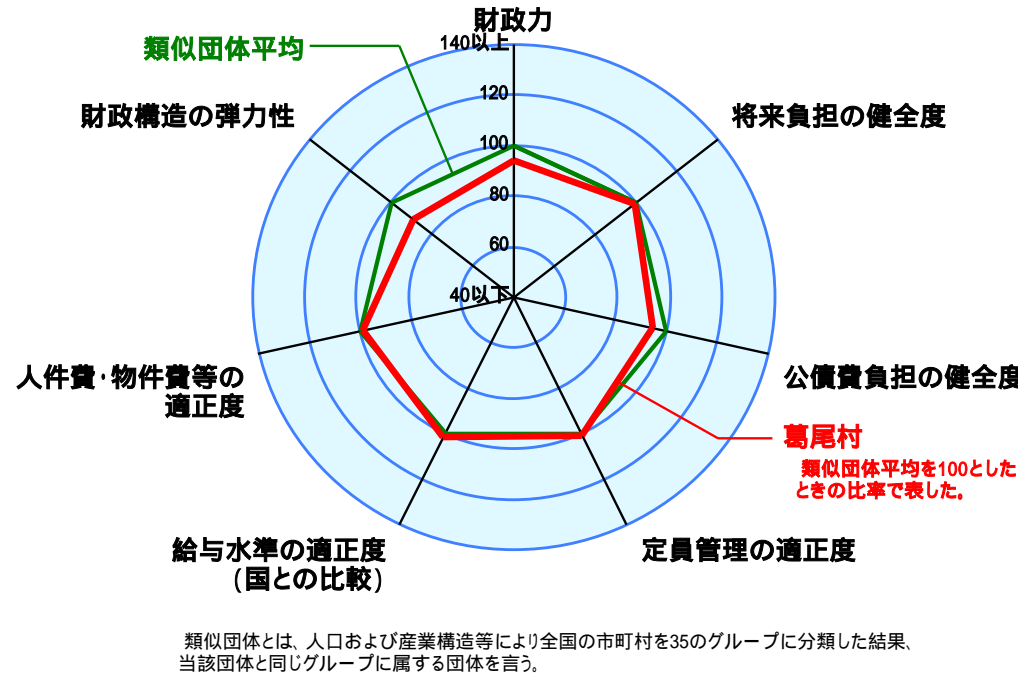 財政力
140以上
類似団体平均
120
財政構造の弾力性
将来負担の健全度
100
80
60
40以下
人件費・物件費等の
適正度
公債費負担の健全度
葛尾村
類似団体平均を100とした
ときの比率で表した。
給与水準の適正度
(国との比較)
定員管理の適正度
類似団体とは、人口および産業構造等により全国の市町村を35のグループに分類した結果、
当該団体と同じグループに属する団体を言う。